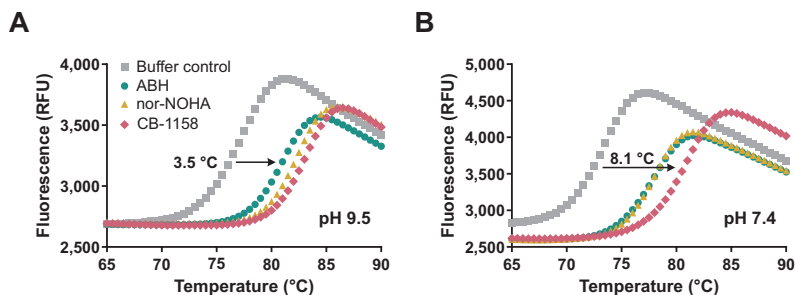 A
Fluorescence (RFU)
4,000
3,500
3,000
2,500
Buffer control
ABH
nor-NOHA
CB-1158
3.5 °C
pH 9.5
65 70 75 80 85 90
Temperature (°C)
B
Fluorescence (RFU)
5,000
4,500
4,000
3,500
3,000
2,500
8.1 °C
pH 7.4
65 70 75 80 85 90
Temperature (°C)